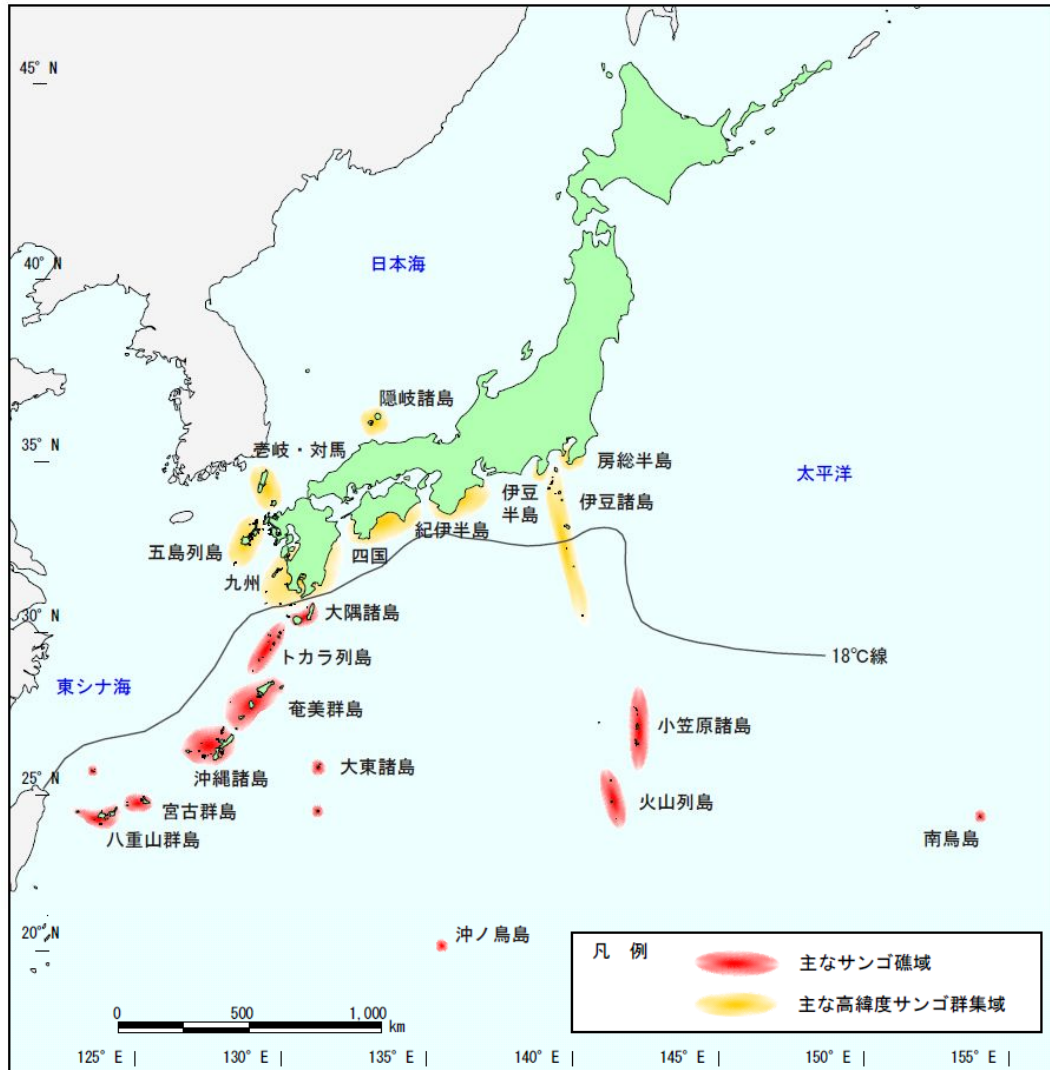 45° N
40° N
日本海
隠岐諸島
壱岐・対馬
35° N
房総半島
太平洋
伊豆
半島
伊豆諸島
紀伊半島
五島列島
四国
九州
30° N
大隅諸島
トカラ列島
18℃線
東シナ海
奄美群島
小笠原諸島
沖縄諸島
大東諸島
25° N
火山列島
宮古群島
八重山群島
南鳥島
20° N
沖ノ鳥島
凡 例
主なサンゴ礁域
主な高緯度サンゴ群集域
0 500 1,000
km
125° E 130° E 135° E 140° E 145° E 150° E 155° E